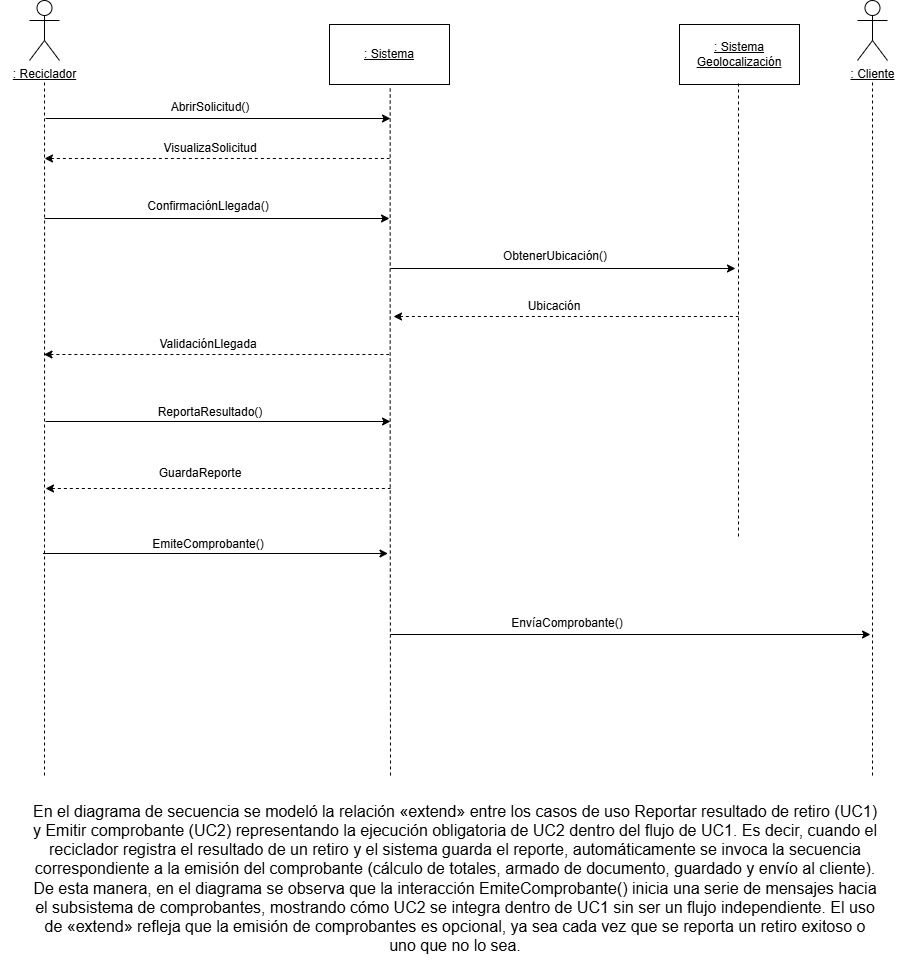 : Reciclador
: Sistema
: Sistema
Geolocalización
: Cliente
AbrirSolicitud()
VisualizaSolicitud
ConfirmaciónLlegada()
ObtenerUbicación()
Ubicación
ValidaciónLlegada
ReportaResultado()
GuardaReporte
EmiteComprobante()
EnvíaComprobante()
En el diagrama de secuencia se modeló la relación «extend» entre los casos de uso Reportar resultado de retiro (UC1)
y Emitir comprobante (UC2) representando la ejecución obligatoria de UC2 dentro del flujo de UC1. Es decir, cuando el
reciclador registra el resultado de un retiro y el sistema guarda el reporte, automáticamente se invoca la secuencia
correspondiente a la emisión del comprobante (cálculo de totales, armado de documento, guardado y envío al cliente).
De esta manera, en el diagrama se observa que la interacción EmiteComprobante() inicia una serie de mensajes hacia
el subsistema de comprobantes, mostrando cómo UC2 se integra dentro de UC1 sin ser un flujo independiente. El uso
de «extend» refleja que la emisión de comprobantes es opcional, ya sea cada vez que se reporta un retiro exitoso o
uno que no lo sea.